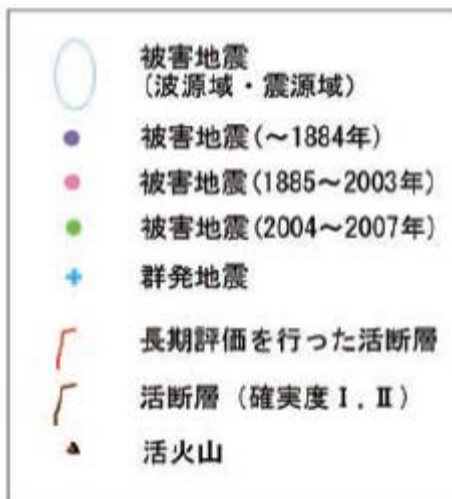 被害地震
(波源域・震源域)
被害地震(~1884年)
被害地震(1885~2003年)
被害地震(2004~2007年)
群発地震
長期評価を行った活断層
活断層 (確実度Ⅰ,Ⅱ)
活火山